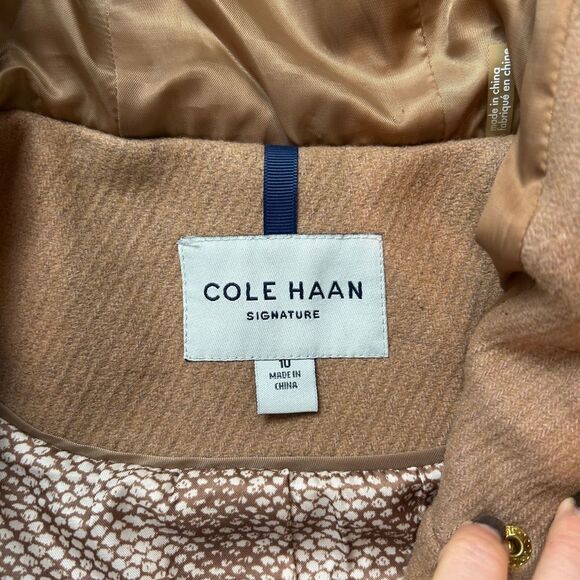 made in china
fabriqué en chine
COLE HAAN
SIGNATURE
10
MADE IN
CHINA